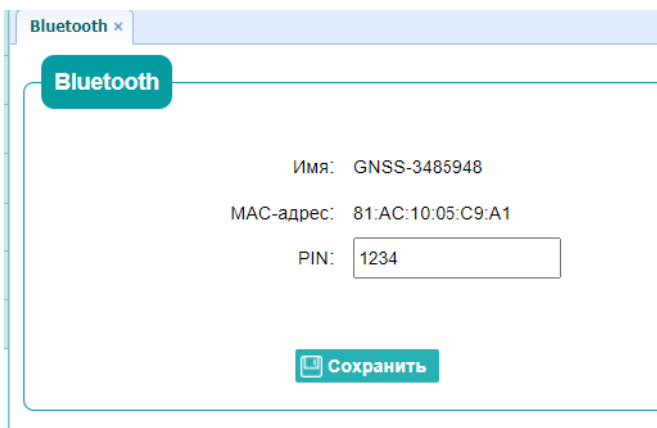 Bluetooth ×
Bluetooth
Имя: GNSS-3485948
MAC-адрес: 81:AC:10:05:C9:A1
PIN: 1234
Сохранить